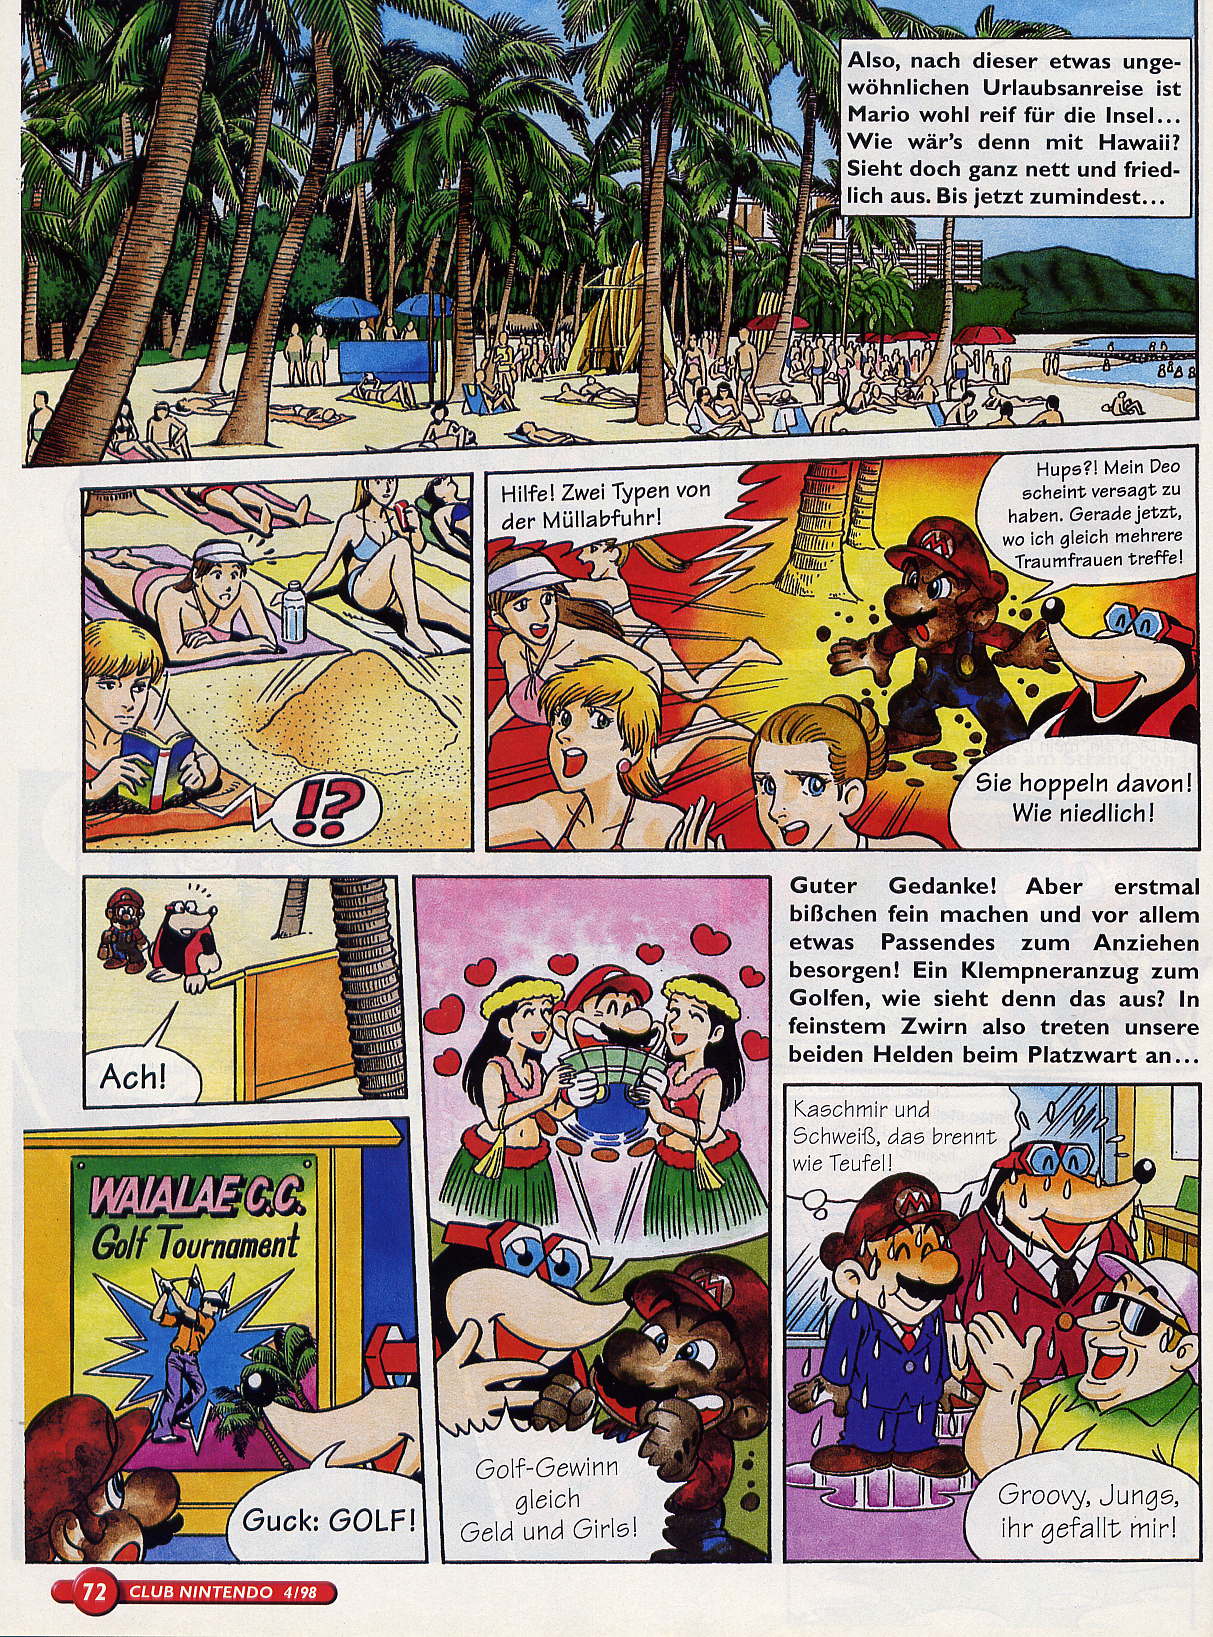 Also, nach dieser etwas unge-
wöhnlichen Urlaubsanreise ist
Mario wohl reif für die Insel...
Wie wär's denn mit Hawaii?
Sieht doch ganz nett und fried-
lich aus. Bis jetzt zumindest...
!?
Hilfe! Zwei Typen von
der Müllabfuhr!
Hups?! Mein Deo
scheint versagt zu
haben. Gerade jetzt,
wo ich gleich mehrere
Traumfrauen treffe!
M
Sie hoppeln davon!
Wie niedlich!
Ach!
WAIALAE C.C.
Golf Tournament
Guck: GOLF!
M
Golf-Gewinn
gleich
Geld und Girls!
Guter Gedanke! Aber erstmal
bißchen fein machen und vor allem
etwas Passendes zum Anziehen
besorgen! Ein Klempneranzug zum
Golfen, wie sieht denn das aus? In
feinstem Zwirn also treten unsere
beiden Helden beim Platzwart an...
Kaschmir und
Schweiß, das brennt
wie Teufel!
M
Groovy, Jungs,
ihr gefallt mir!
72 CLUB NINTENDO 4/98